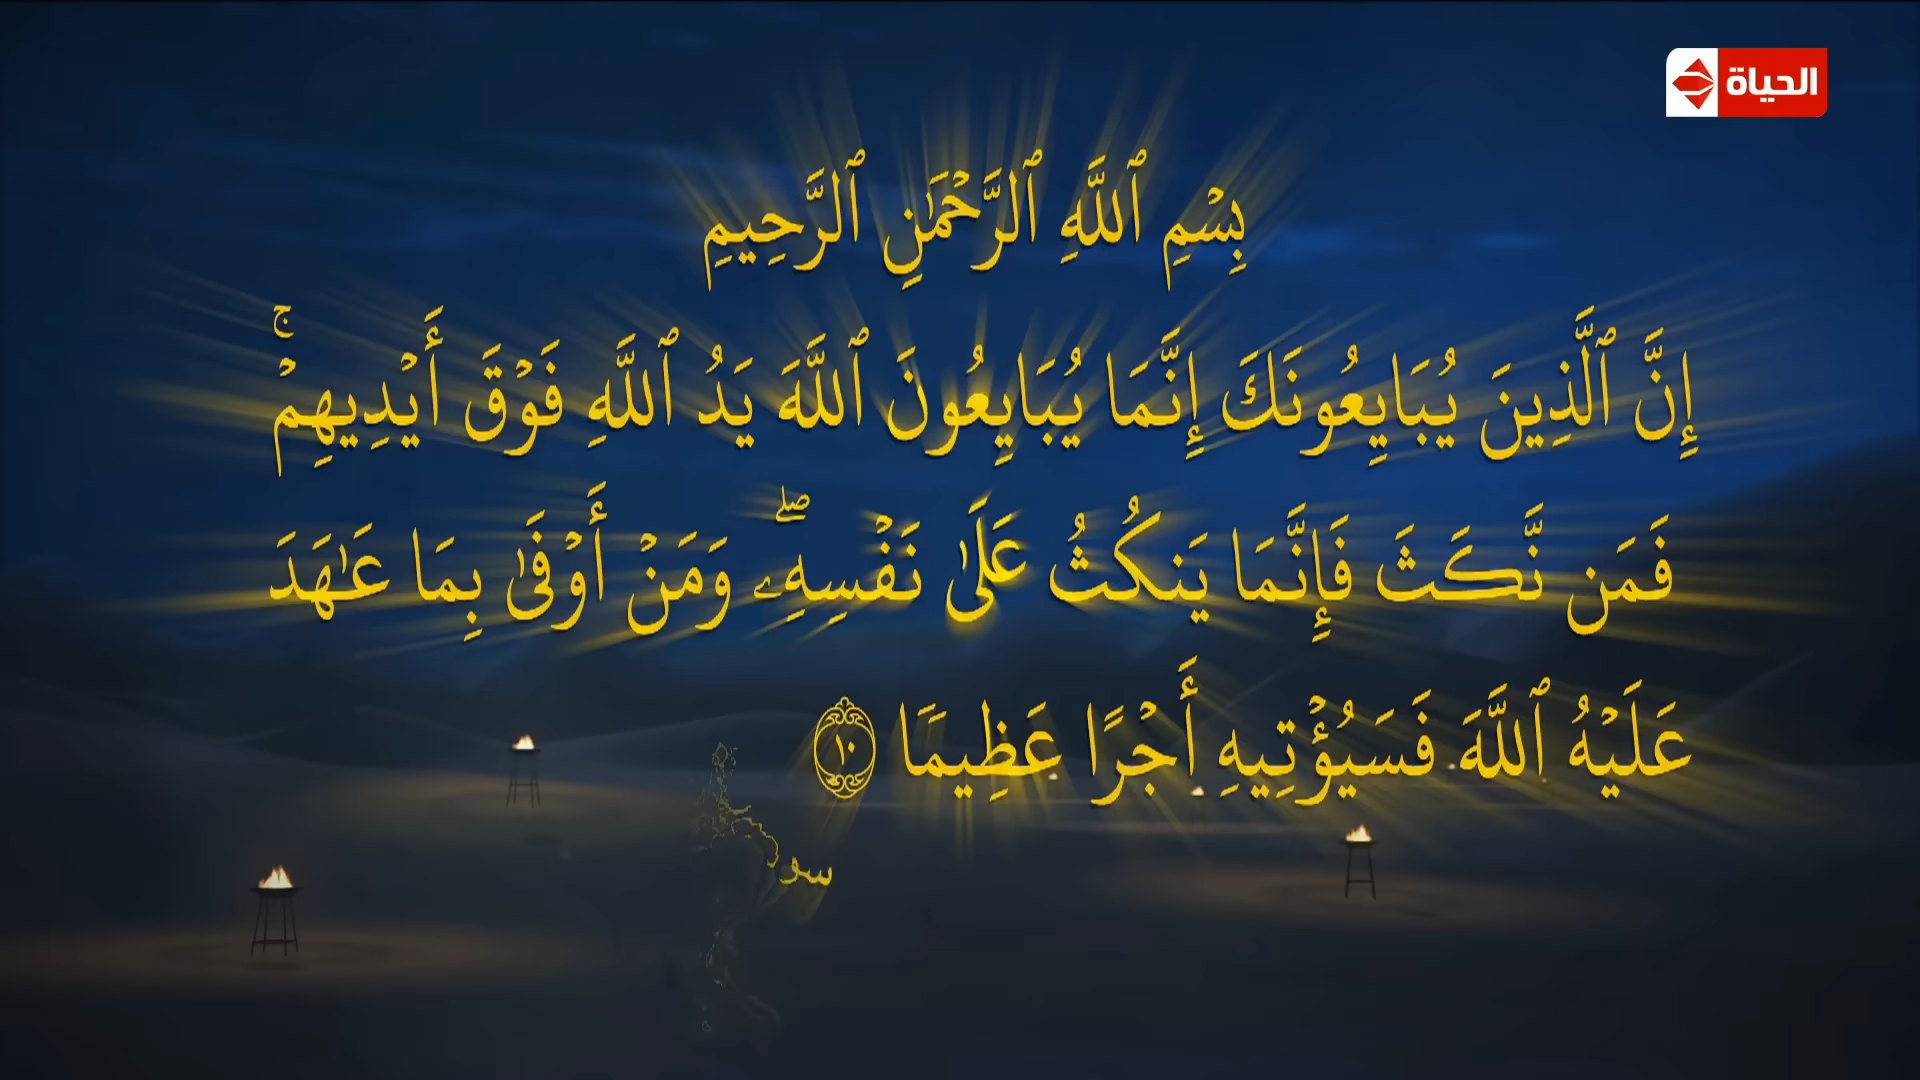 الحياة
بِسْمِ ٱللَّهِ ٱلرَّحْمَٰنِ ٱلرَّحِيمِ
إِنَّ ٱلَّذِينَ يُبَايِعُونَكَ إِنَّمَا يُبَايِعُونَ ٱللَّهَ يَدُ ٱللَّهِ فَوْقَ أَيْدِيهِمْۚ
فَمَن نَّكَثَ فَإِنَّمَا يَنكُثُ عَلَىٰ نَفْسِهِۦۖ وَمَنْ أَوْفَىٰ بِمَا عَٰهَدَ
عَلَيْهُ ٱللَّهَ فَسَيُؤْتِيهِ أَجْرًا عَظِيمًا ١٠
سو